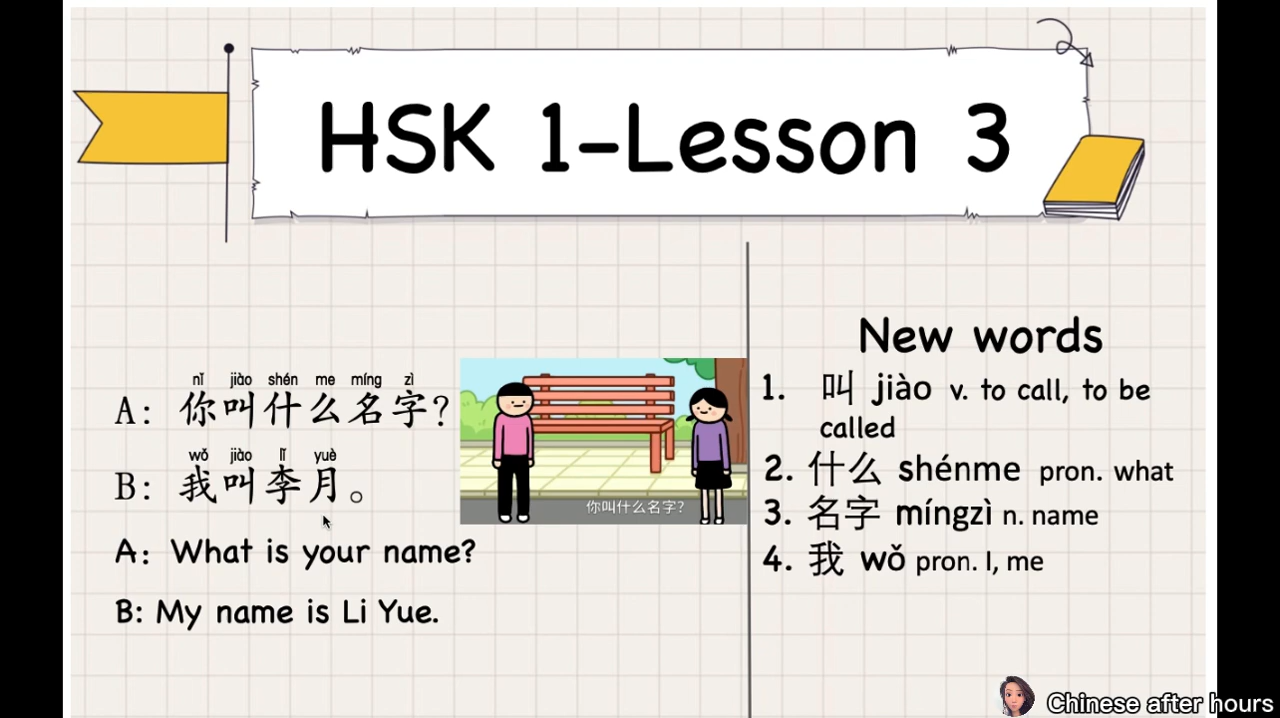 HSK 1-Lesson 3
nǐ jiào shén me míng zì
A: 你叫什么名字?
wǒ jiào lǐ yuè
B: 我叫李月。
A: What is your name?
B: My name is Li Yue.
你叫什么名字?
New words
1. 叫 jiào v. to call, to be
called
2. 什么 shénme pron. what
3. 名字 míngzì n. name
4. 我 wǒ pron. I, me
Chinese after hours